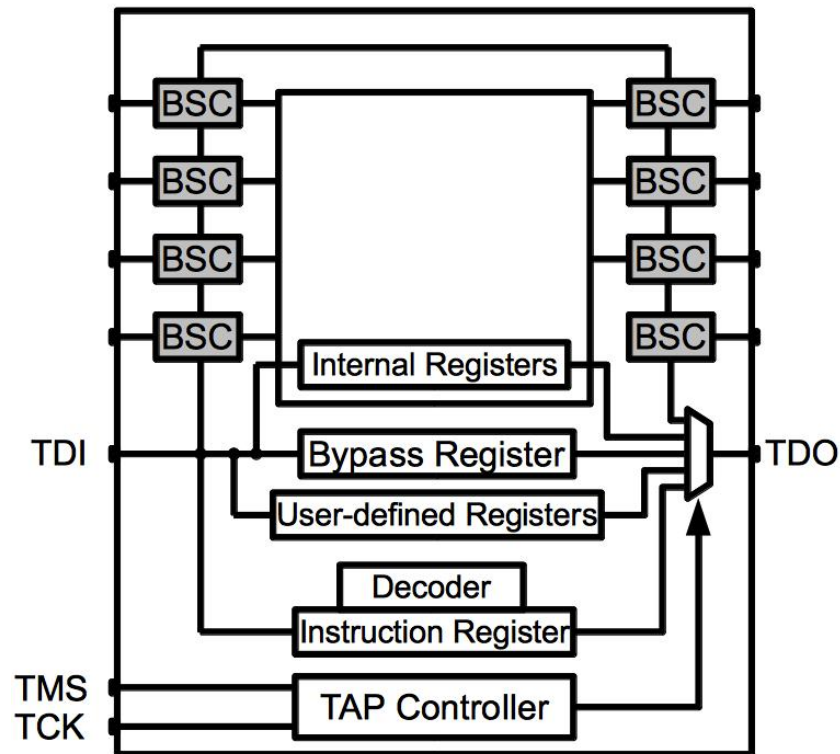 BSC
BSC
BSC
BSC
BSC
BSC
BSC
BSC
Internal Registers
TDI
Bypass Register
TDO
User-defined Registers
Decoder
Instruction Register
TMS
TAP Controller
TCK